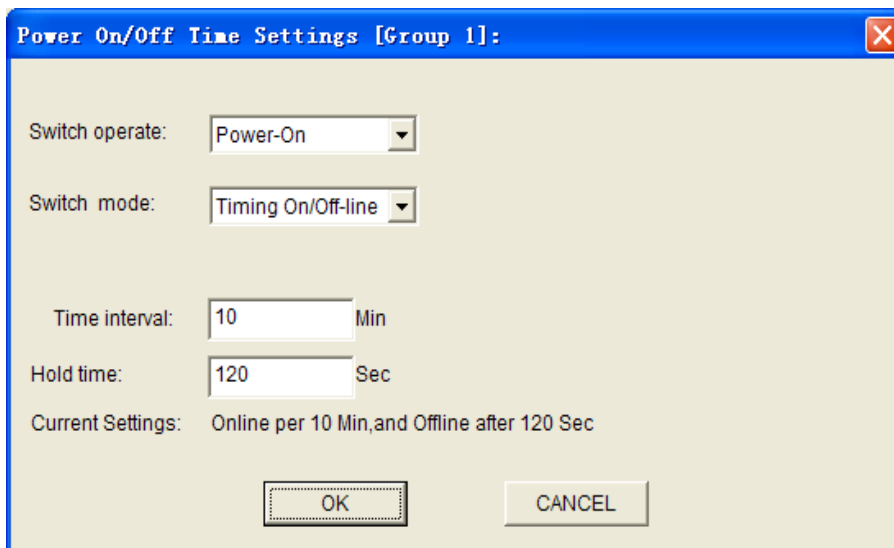 Power On/Off Time Settings [Group 1]:
Switch operate: Power-On
Switch mode: Timing On/Off-line
Time interval: 10 Min
Hold time: 120 Sec
Current Settings: Online per 10 Min,and Offline after 120 Sec
OK CANCEL